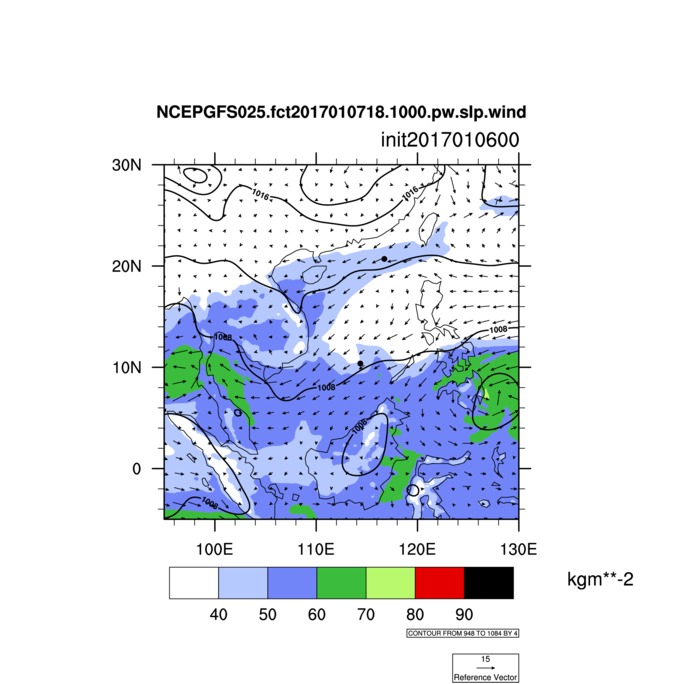 NCEPGFS025.fct2017010718.1000.pw.slp.wind
init2017010600
30N
20N
10N
0
100E
110E
120E
130E
1016
1016
1008
1008
1008
1008
1008
40
50
60
70
80
90
kgm**-2
CONTOUR FROM 948 TO 1084 BY 4
15
Reference Vector